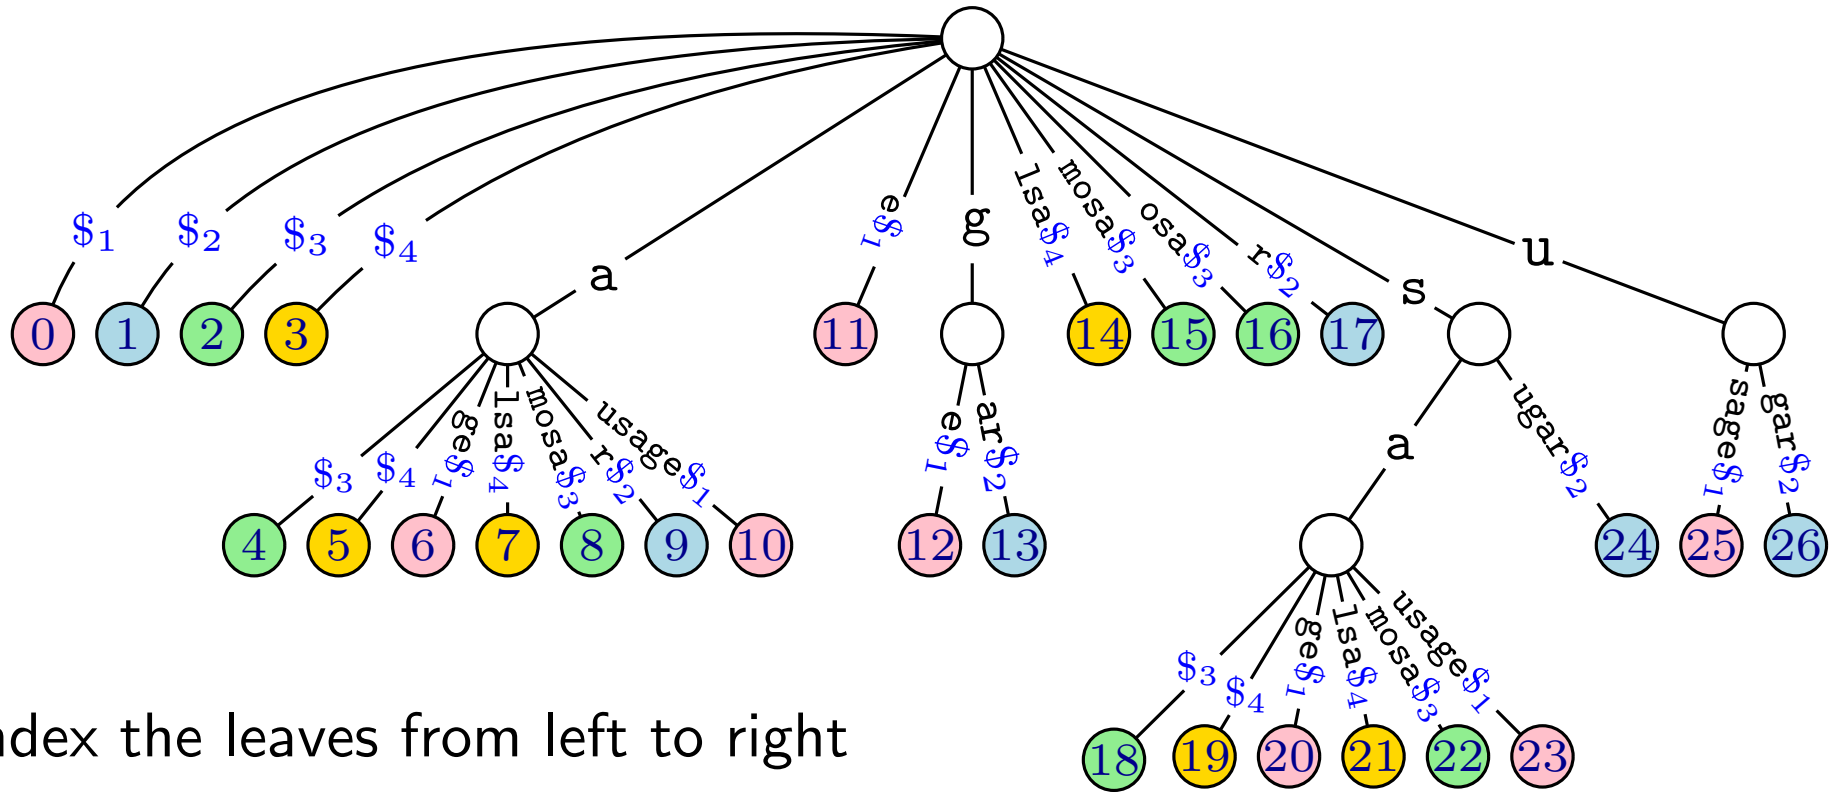 $1
$2
$3
$4
a
e$1
g
lsa$4
mosa$3
osa$3
r$2
s
u
0
1
2
3
11
14
15
16
17
$3
$4
ge$1
lsa$4
mosa$3
r$2
usage$1
e$1
ar$2
a
ugar$2
sage$1
gar$2
4
5
6
7
8
9
10
12
13
24
25
26
$3
$4
ge$1
lsa$4
mosa$3
usage$1
18
19
20
21
22
23
ndex the leaves from left to right